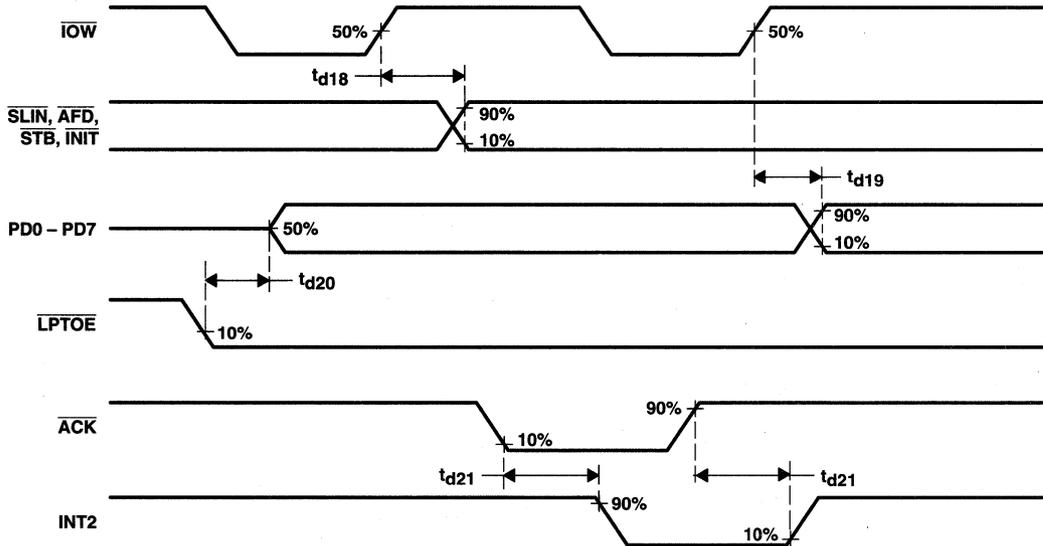 IOW
50%
50%
td18
SLIN, AFD,
STB, INIT
90%
10%
td19
PD0 – PD7
50%
90%
10%
td20
LPTOE
10%
ACK
10%
90%
td21
td21
INT2
90%
10%